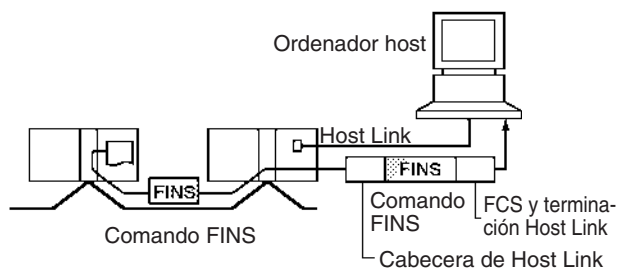 Ordenador host
Host Link
FINS
FINS
Comando FINS
Comando
FINS
FCS y termina-
ción Host Link
Cabecera de Host Link